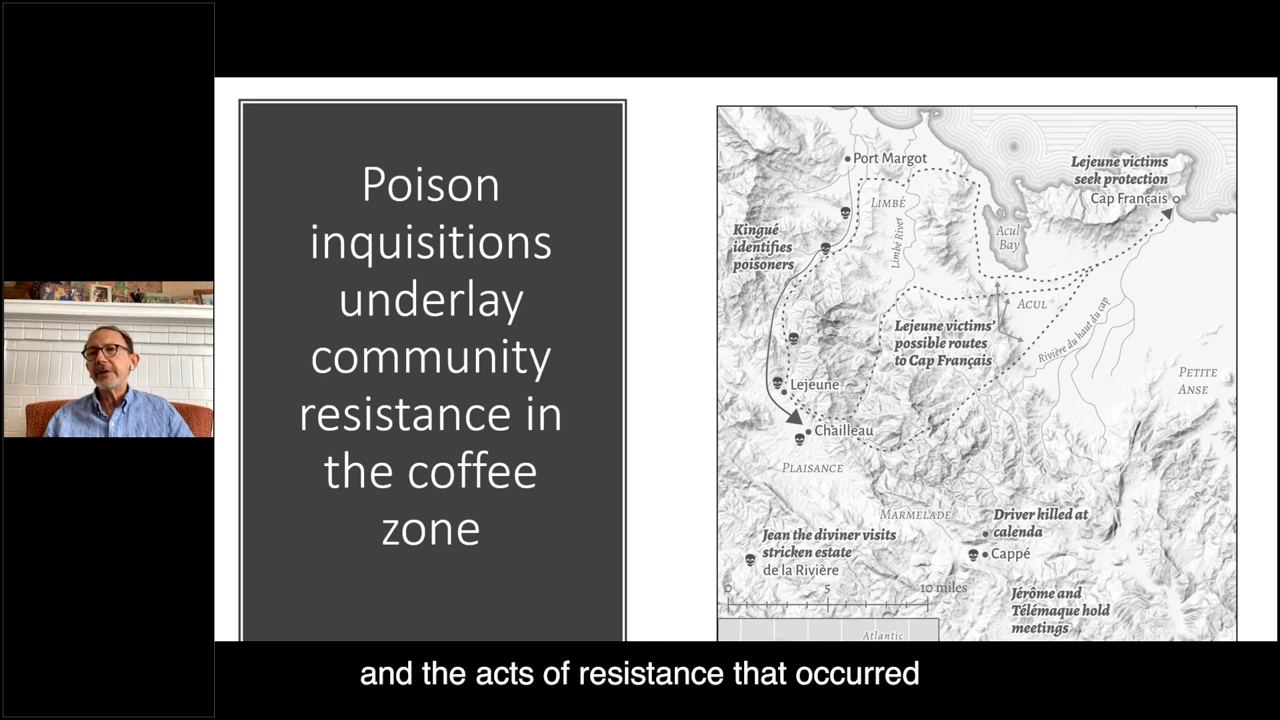 Poison
inquisitions
underlay
community
resistance in
the coffee
zone
Port Margot
Lejeune victims
seek protection
Cap Français
LIMBÉ
Limbé River
Acul
Bay
Kingué
identifies
poisoners
ACUL
Lejeune victims'
possible routes
to Cap Français
Rivière du haut du cap
PETITE
ANSE
Lejeune
Chailleau
PLAISANCE
MARMELADE
Driver killed at
calenda
Jean the diviner visits
stricken estate
de la Rivière
Cappé
0 5 10 miles
Jérôme and
Télémaque hold
meetings
Atlantic
and the acts of resistance that occurred